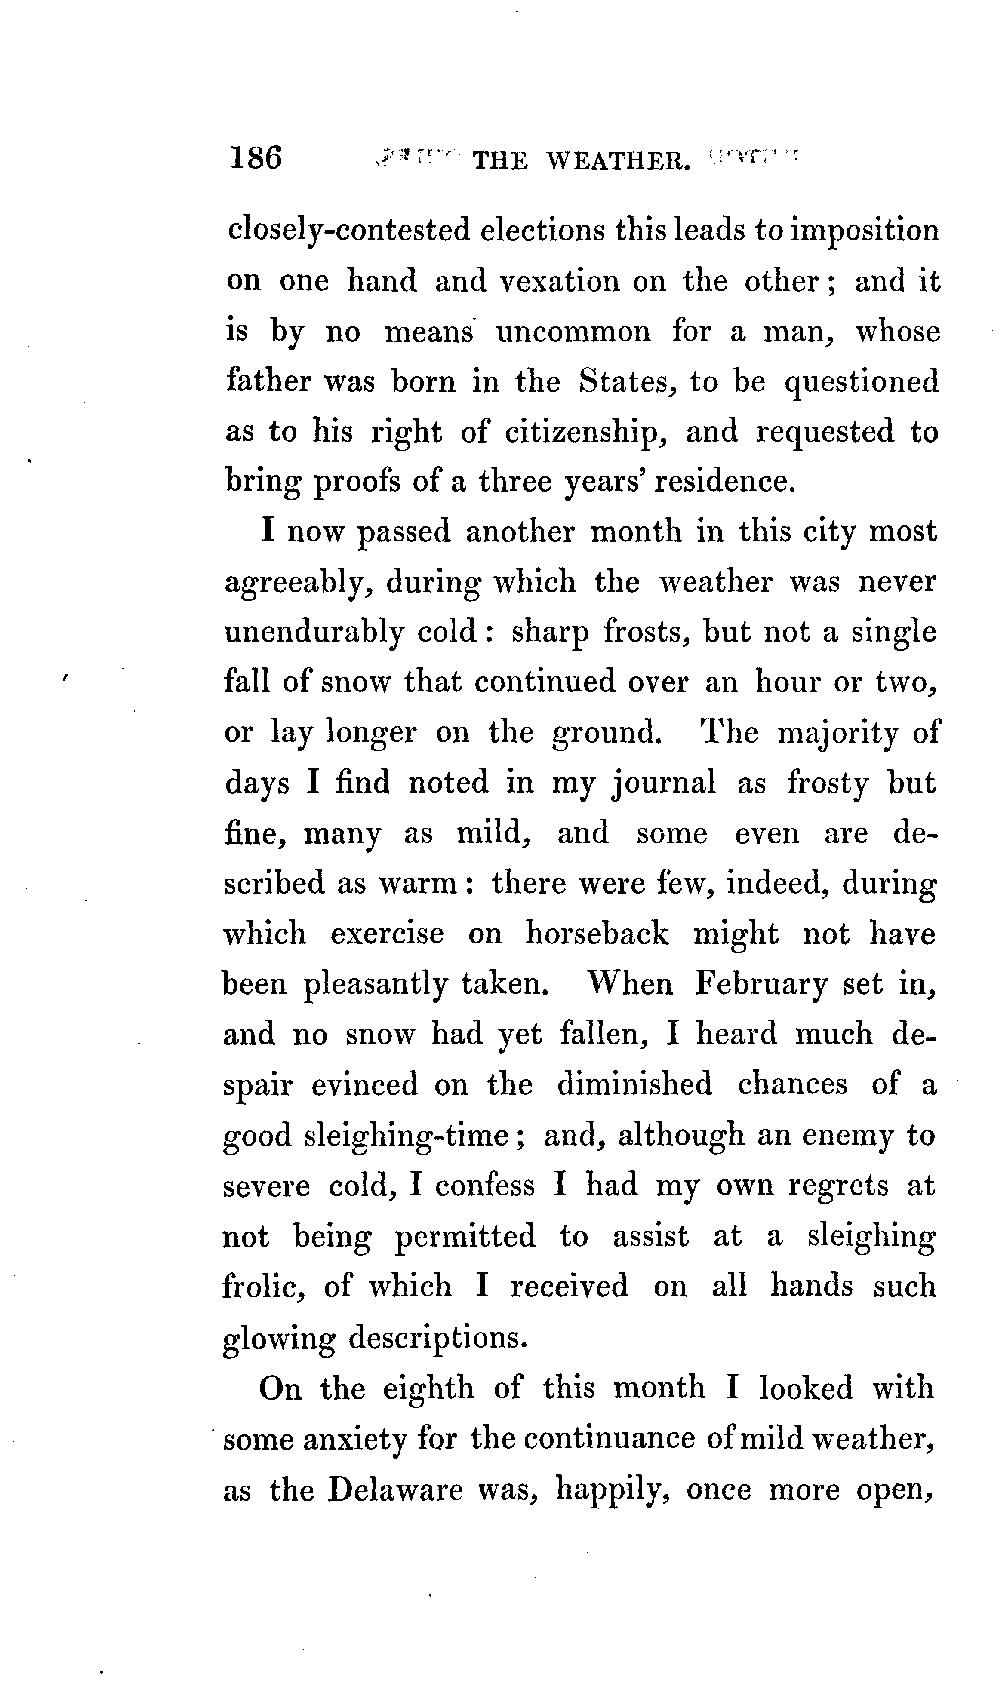 186 THE WEATHER.
closely-contested elections this leads to imposition
on one hand and vexation on the other; and it
is by no means uncommon for a man, whose
father was born in the States, to be questioned
as to his right of citizenship, and requested to
bring proofs of a three years' residence.
I now passed another month in this city most
agreeably, during which the weather was never
unendurably cold: sharp frosts, but not a single
fall of snow that continued over an hour or two,
or lay longer on the ground. The majority of
days I find noted in my journal as frosty but
fine, many as mild, and some even are de-
scribed as warm: there were few, indeed, during
which exercise on horseback might not have
been pleasantly taken. When February set in,
and no snow had yet fallen, I heard much de-
spair evinced on the diminished chances of a
good sleighing-time; and, although an enemy to
severe cold, I confess I had my own regrets at
not being permitted to assist at a sleighing
frolic, of which I received on all hands such
glowing descriptions.
On the eighth of this month I looked with
some anxiety for the continuance of mild weather,
as the Delaware was, happily, once more open,